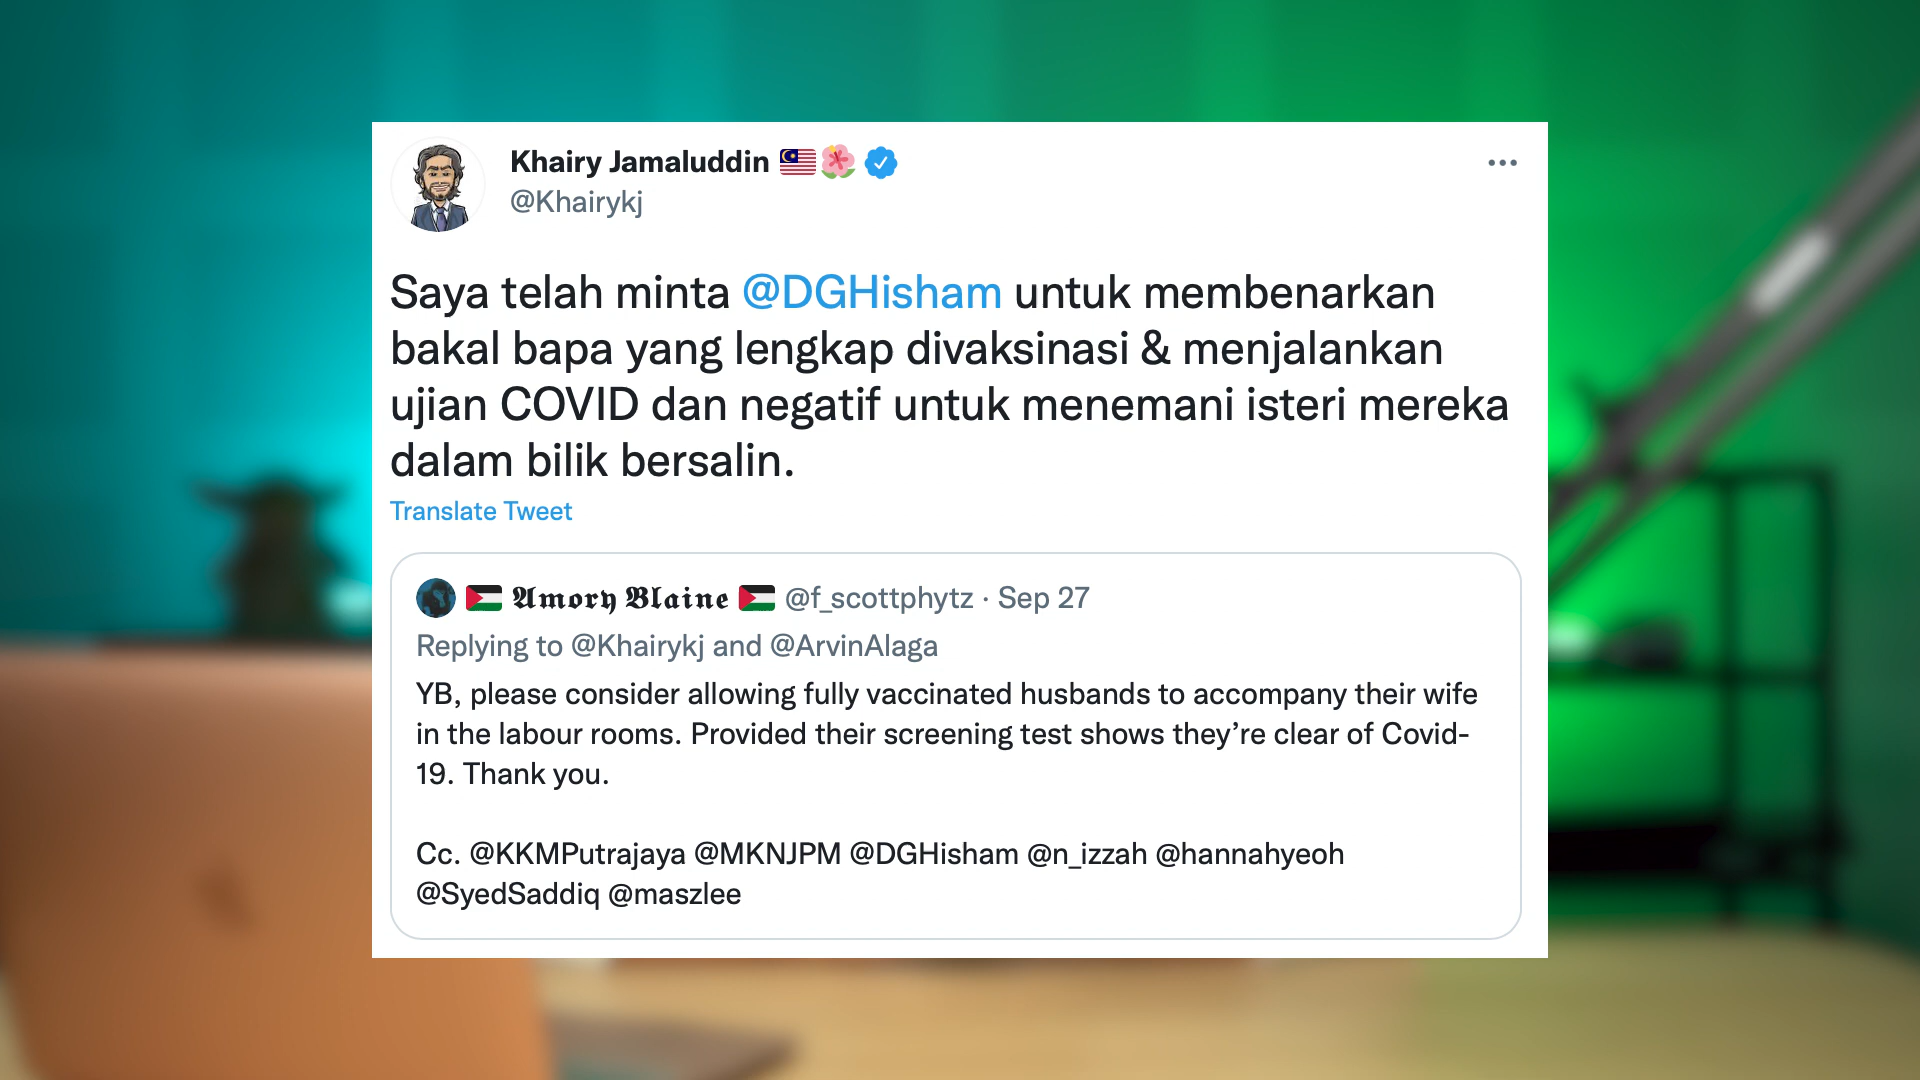 Khairy Jamaluddin 🇲🇾🌺
@Khairykj
Saya telah minta @DGHisham untuk membenarkan
bakal bapa yang lengkap divaksinasi & menjalankan
ujian COVID dan negatif untuk menemani isteri mereka
dalam bilik bersalin.
Translate Tweet
🇵🇸 𝕬𝖒𝖔𝖗𝖞 𝕭𝖑𝖆𝖎𝖓𝖊 🇵🇸 @f_scottphytz · Sep 27
Replying to @Khairykj and @ArvinAlaga
YB, please consider allowing fully vaccinated husbands to accompany their wife
in the labour rooms. Provided their screening test shows they’re clear of Covid-
19. Thank you.
Cc. @KKMPutrajaya @MKNJPM @DGHisham @n_izzah @hannahyeoh
@SyedSaddiq @maszlee